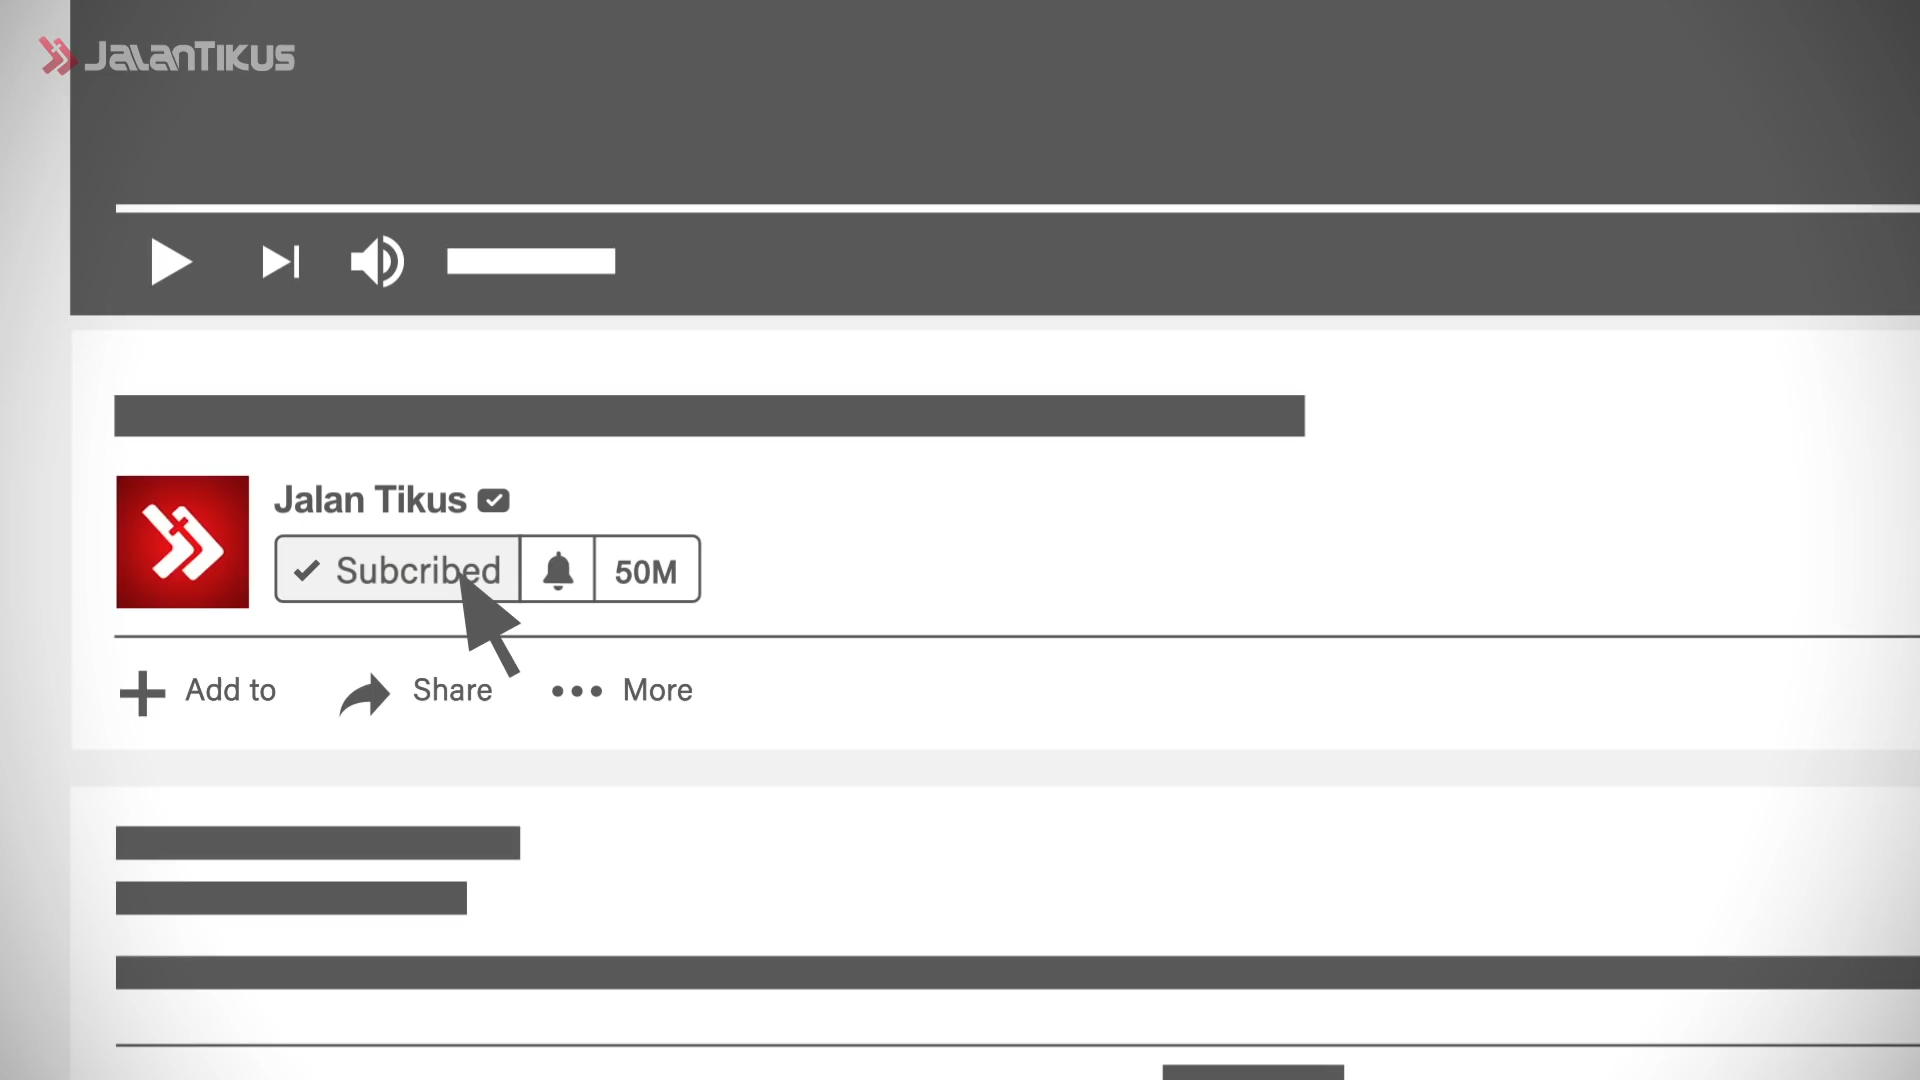 JalanTikus
Jalan Tikus
Subcribed
50M
Add to
Share
More